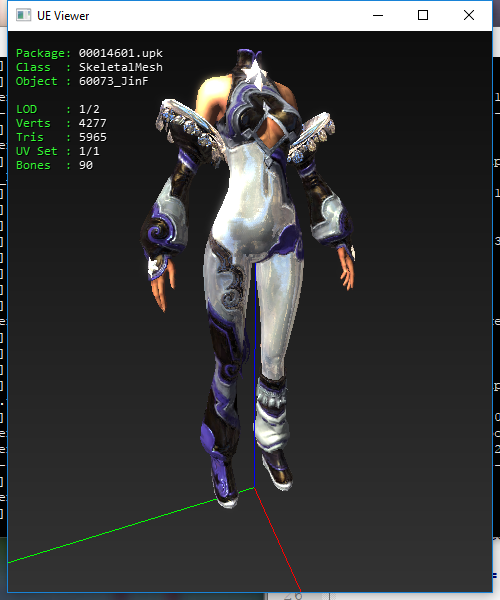 UE Viewer
Package: 00014601.upk
Class : SkeletalMesh
Object : 60073_JinF
LOD : 1/2
Verts : 4277
Tris : 5965
UV Set : 1/1
Bones : 90